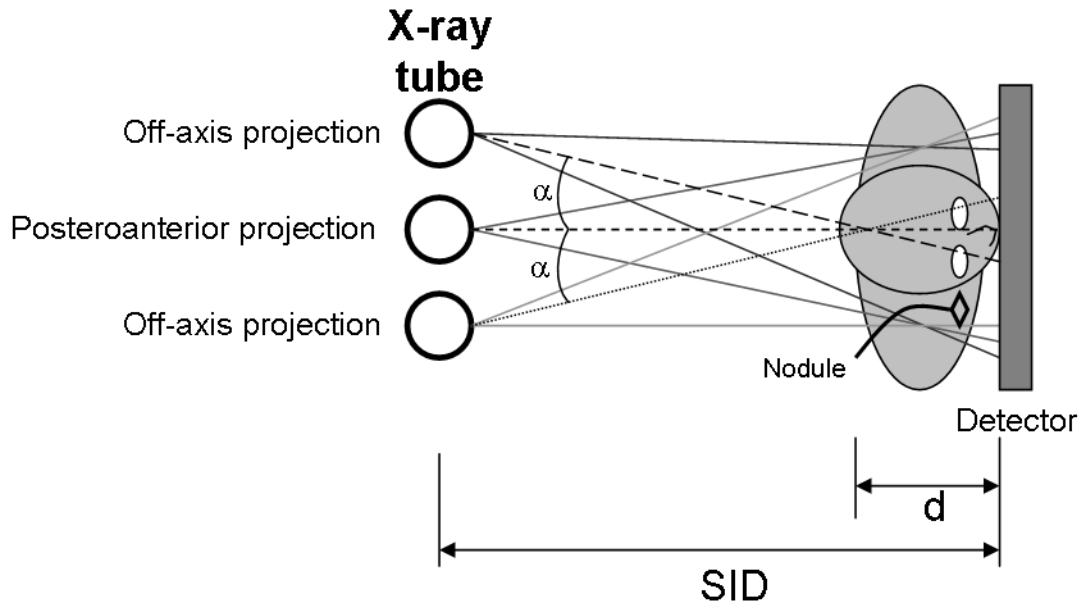 X-ray
tube
Off-axis projection
α
Posteroanterior projection
α
Off-axis projection
Nodule
Detector
d
SID